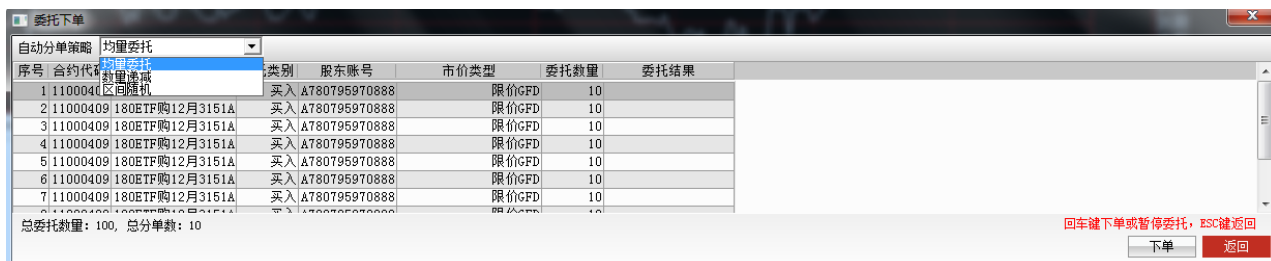 委托下单
自动分单策略 均量委托
均量委托
数量递减
区间随机
序号 合约代 类别 股东账号 市价类型 委托数量 委托结果
1 110004 买入 A780795970888 限价GFD 10
2 11000409 180ETF购12月3151A 买入 A780795970888 限价GFD 10
3 11000409 180ETF购12月3151A 买入 A780795970888 限价GFD 10
4 11000409 180ETF购12月3151A 买入 A780795970888 限价GFD 10
5 11000409 180ETF购12月3151A 买入 A780795970888 限价GFD 10
6 11000409 180ETF购12月3151A 买入 A780795970888 限价GFD 10
7 11000409 180ETF购12月3151A 买入 A780795970888 限价GFD 10
总委托数量: 100, 总分单数: 10
回车键下单或暂停委托，ESC键返回
下单 返回